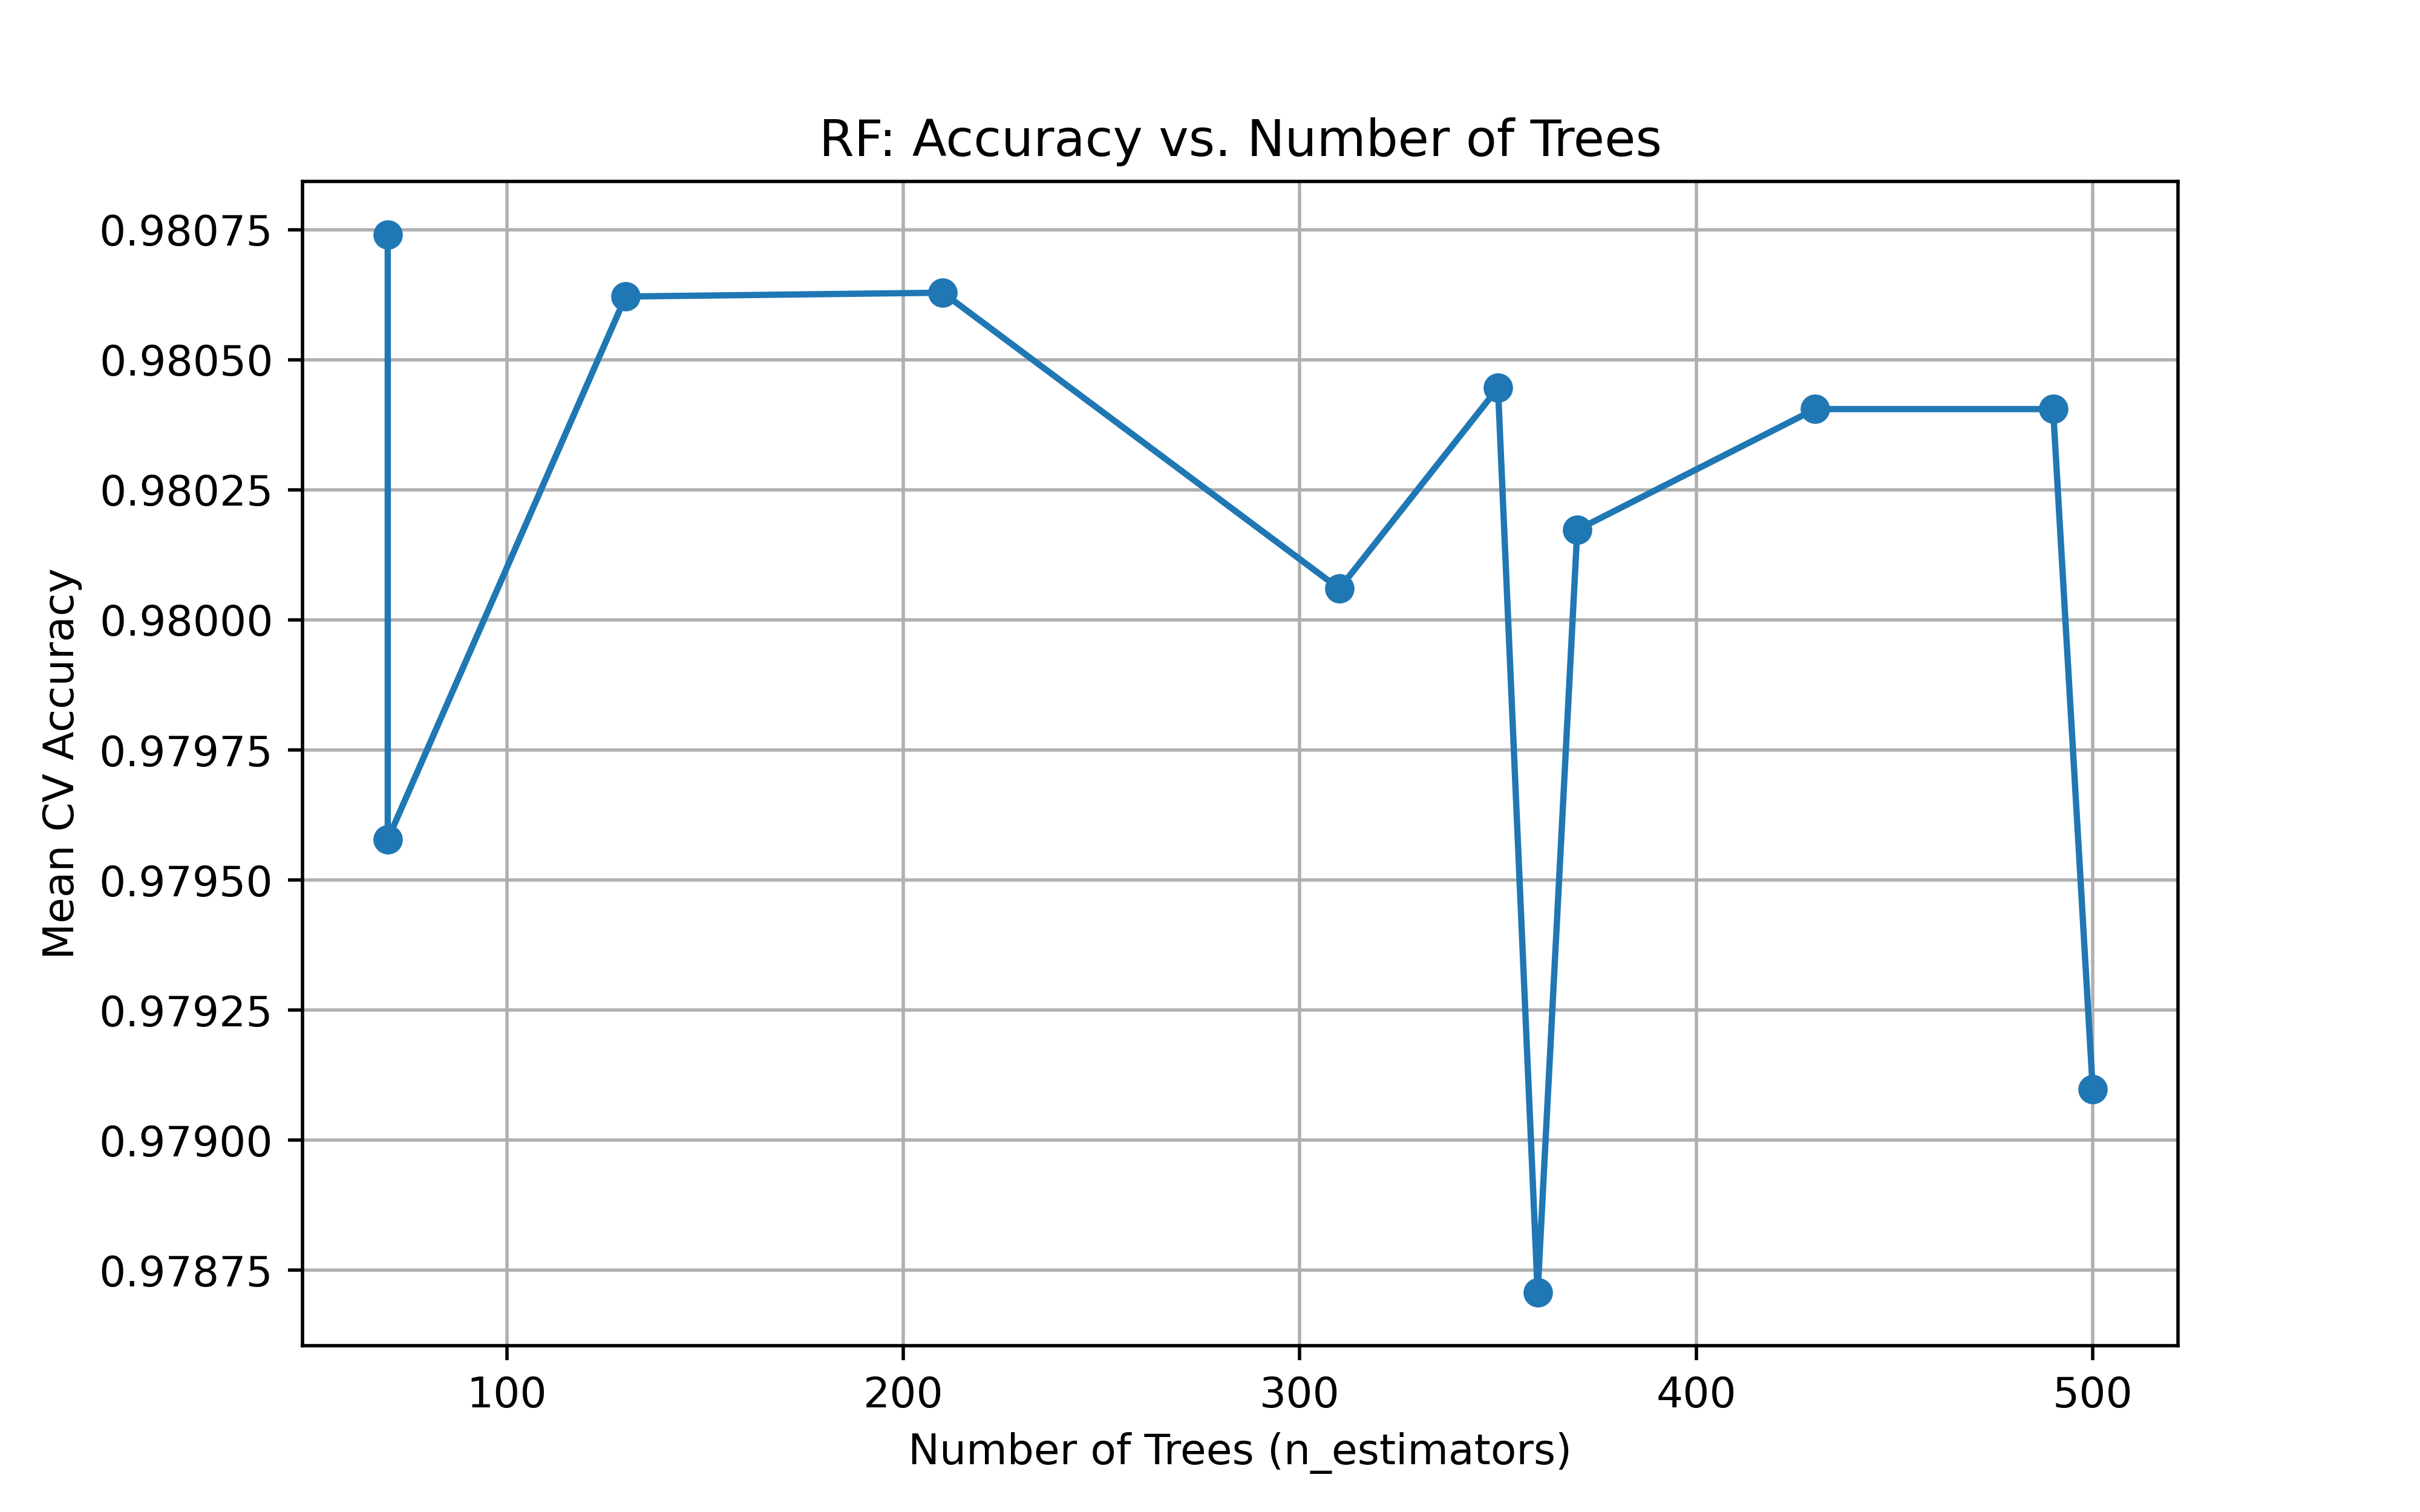 RF: Accuracy vs. Number of Trees
0.98075
0.98050
0.98025
0.98000
0.97975
0.97950
0.97925
0.97900
0.97875
Mean CV Accuracy
100 200 300 400 500
Number of Trees (n_estimators)